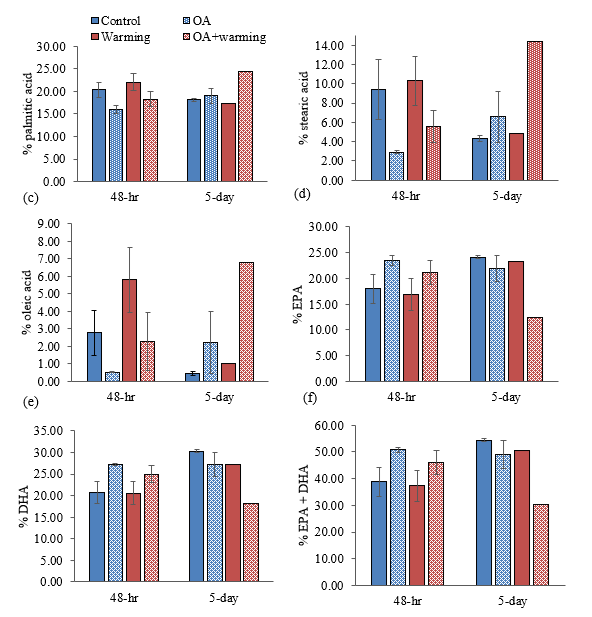 Control OA
Warming OA+warming
% palmitic acid
30.00
25.00
20.00
15.00
10.00
5.00
0.00
48-hr 5-day
(c)
% stearic acid
14.00
12.00
10.00
8.00
6.00
4.00
2.00
0.00
48-hr 5-day
(d)
% oleic acid
9.00
8.00
7.00
6.00
5.00
4.00
3.00
2.00
1.00
0.00
48-hr 5-day
(e)
% EPA
30.00
25.00
20.00
15.00
10.00
5.00
0.00
48-hr 5-day
(f)
% DHA
35.00
30.00
25.00
20.00
15.00
10.00
5.00
0.00
48-hr 5-day
% EPA + DHA
60.00
50.00
40.00
30.00
20.00
10.00
0.00
48-hr 5-day